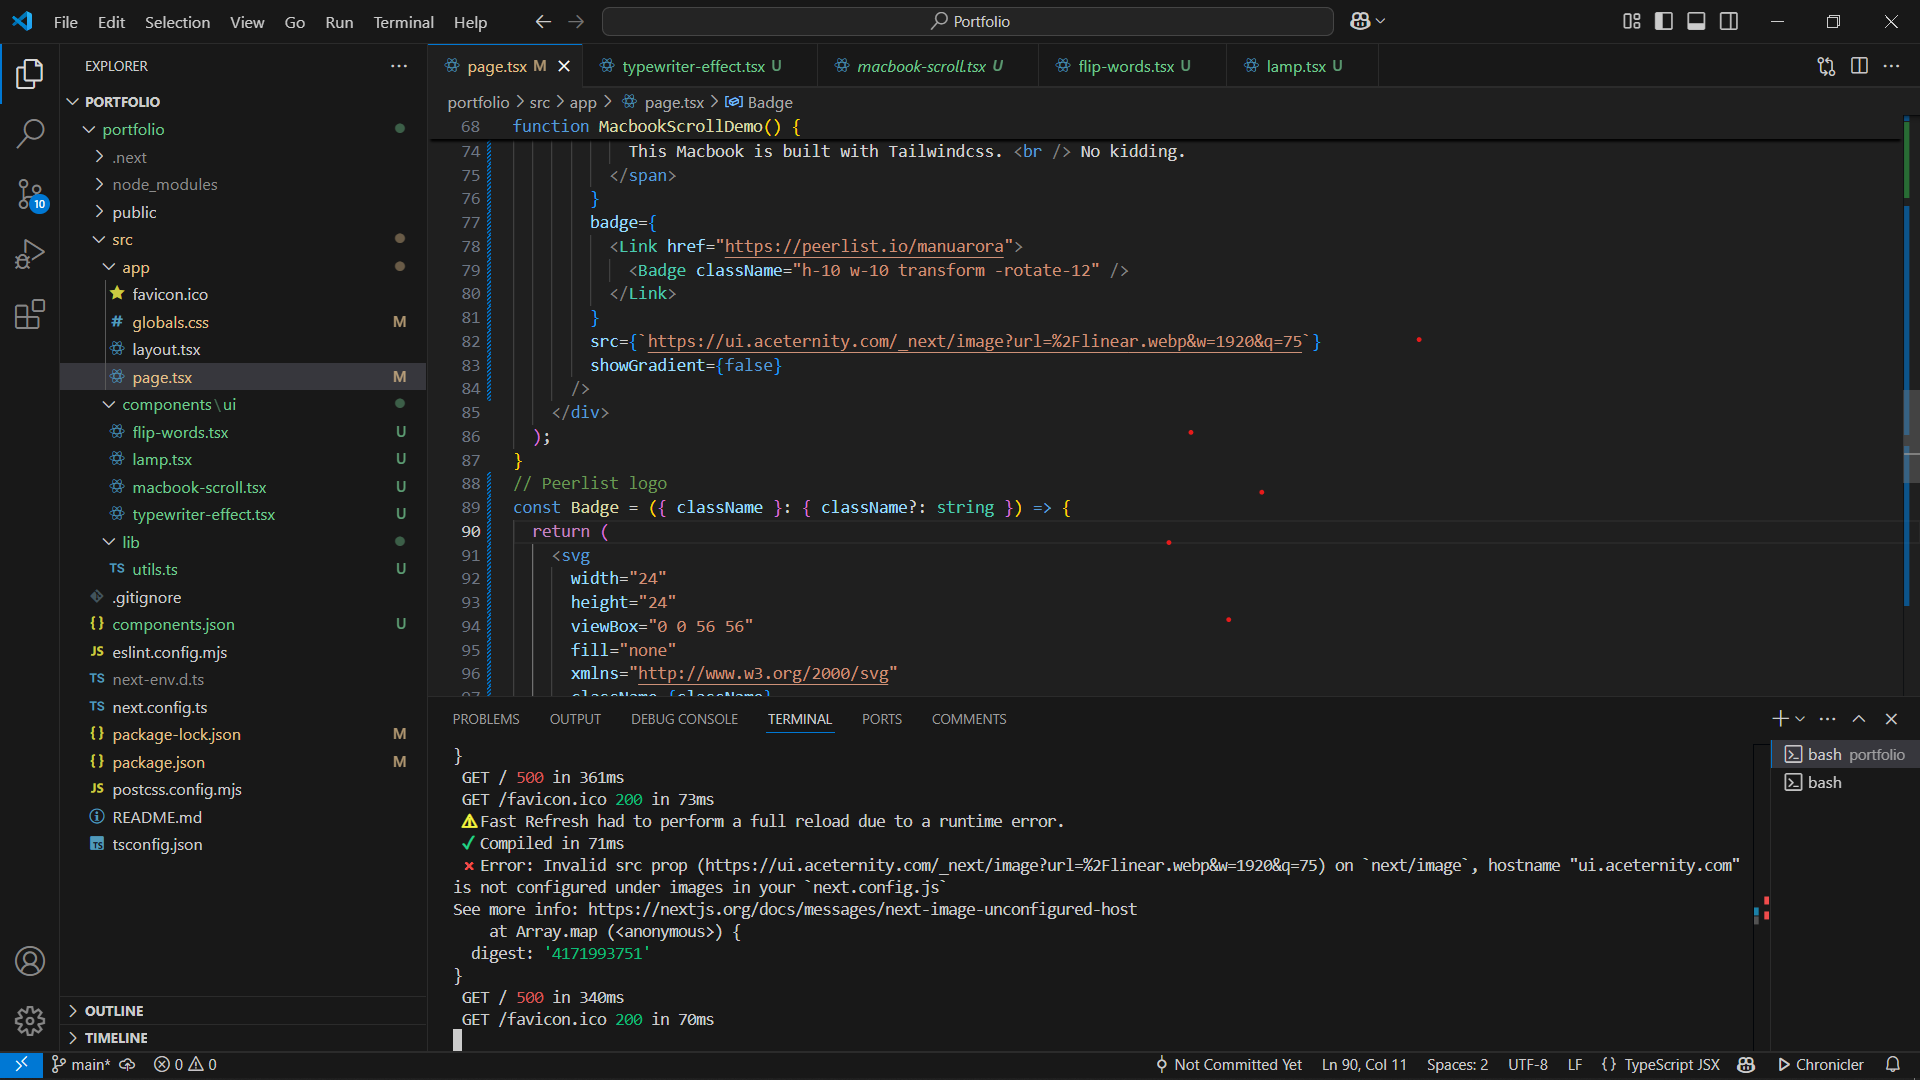 File Edit Selection View Go Run Terminal Help
Portfolio
EXPLORER
PORTFOLIO
portfolio
.next
node_modules
public
src
app
favicon.ico
globals.css M
layout.tsx
page.tsx M
components\ui
flip-words.tsx U
lamp.tsx U
macbook-scroll.tsx U
typewriter-effect.tsx U
lib
utils.ts U
.gitignore
components.json U
eslint.config.mjs
next-env.d.ts
next.config.ts
package-lock.json M
package.json M
postcss.config.mjs
README.md
tsconfig.json
OUTLINE
TIMELINE
10
page.tsx M typewriter-effect.tsx U macbook-scroll.tsx U flip-words.tsx U lamp.tsx U
portfolio > src > app > page.tsx > Badge
68 function MacbookScrollDemo() {
74 This Macbook is built with Tailwindcss. <br /> No kidding.
75 </span>
76 }
77 badge={
78 <Link href="https://peerlist.io/manuarora">
79 <Badge className="h-10 w-10 transform -rotate-12" />
80 </Link>
81 }
82 src={`https://ui.aceternity.com/_next/image?url=%2Flinear.webp&w=1920&q=75`}
83 showGradient={false}
84 />
85 </div>
86 );
87 }
88 // Peerlist logo
89 const Badge = ({ className }: { className?: string }) => {
90 return (
91 <svg
92 width="24"
93 height="24"
94 viewBox="0 0 56 56"
95 fill="none"
96 xmlns="http://www.w3.org/2000/svg"
97 className={className}
PROBLEMS OUTPUT DEBUG CONSOLE TERMINAL PORTS COMMENTS
}
GET / 500 in 361ms
GET /favicon.ico 200 in 73ms
⚠ Fast Refresh had to perform a full reload due to a runtime error.
✓ Compiled in 71ms
⨯ Error: Invalid src prop (https://ui.aceternity.com/_next/image?url=%2Flinear.webp&w=1920&q=75) on `next/image`, hostname "ui.aceternity.com"
is not configured under images in your `next.config.js`
See more info: https://nextjs.org/docs/messages/next-image-unconfigured-host
at Array.map (<anonymous>) {
digest: '4171993751'
}
GET / 500 in 340ms
GET /favicon.ico 200 in 70ms
bash portfolio
bash
main* 0 0 Not Committed Yet Ln 90, Col 11 Spaces: 2 UTF-8 LF {} TypeScript JSX Chronicler